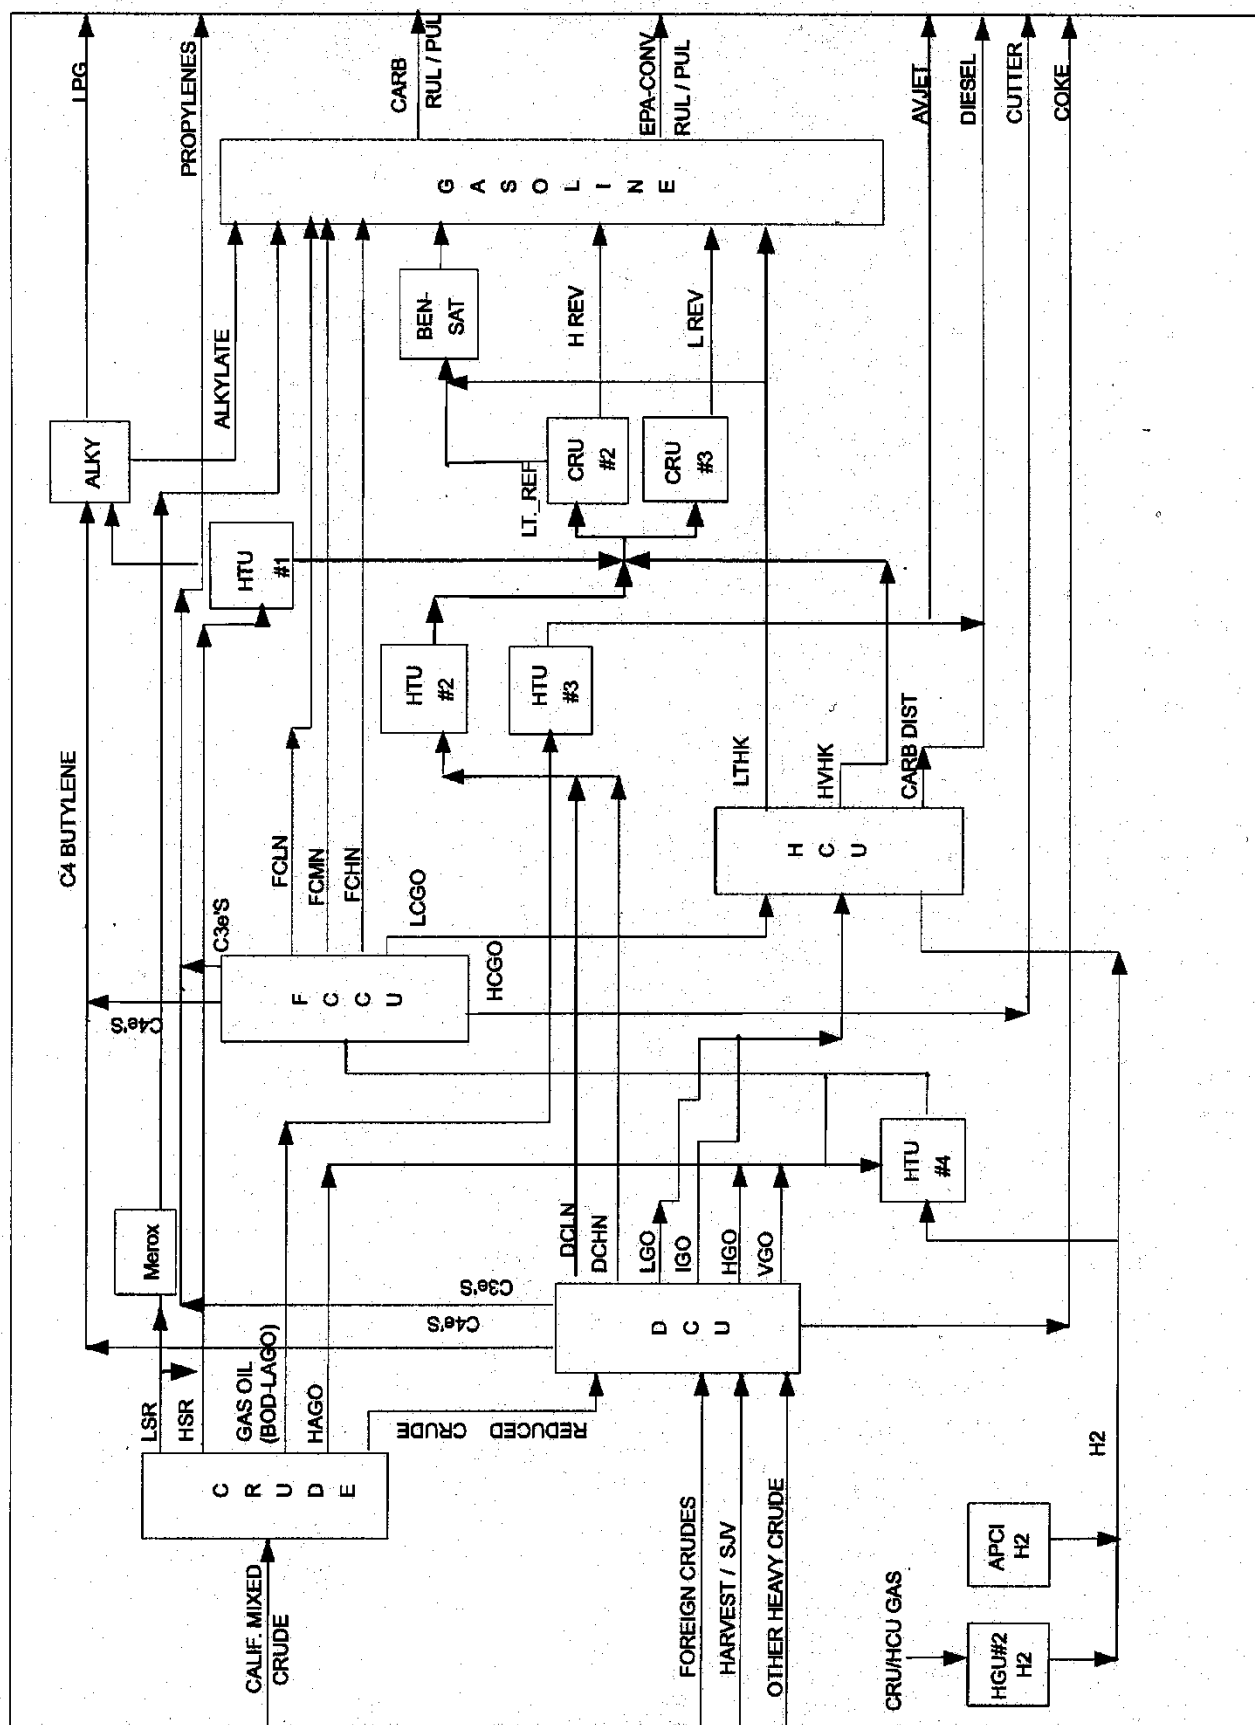 LPG
PROPYLENES
CARB
RUL / PUL
EPA-CONV
RUL / PUL
AVJET
DIESEL
CUTTER
COKE
G A S O L I N E
ALKY
ALKYLATE
BEN-
SAT
H REV
L REV
LT._REF
CRU
#2
CRU
#3
HTU
#1
HTU
#2
HTU
#3
C4 BUTYLENE
C3e'S
C4e'S
FCLN
FCMN
FCHN
LCGO
HCGO
F C C U
LTHK
HVHK
CARB DIST
H C U
HTU
#4
Merox
LSR
HSR
GAS OIL
(BOD-LAGO)
HAGO
C3e'S
C4e'S
DCLN
DCHN
LGO
IGO
HGO
VGO
D C U
REDUCED CRUDE
C R U D E
CALIF. MIXED
CRUDE
FOREIGN CRUDES
HARVEST / SJV
OTHER HEAVY CRUDE
CRU/HCU GAS
HGU#2
H2
APCI
H2
H2